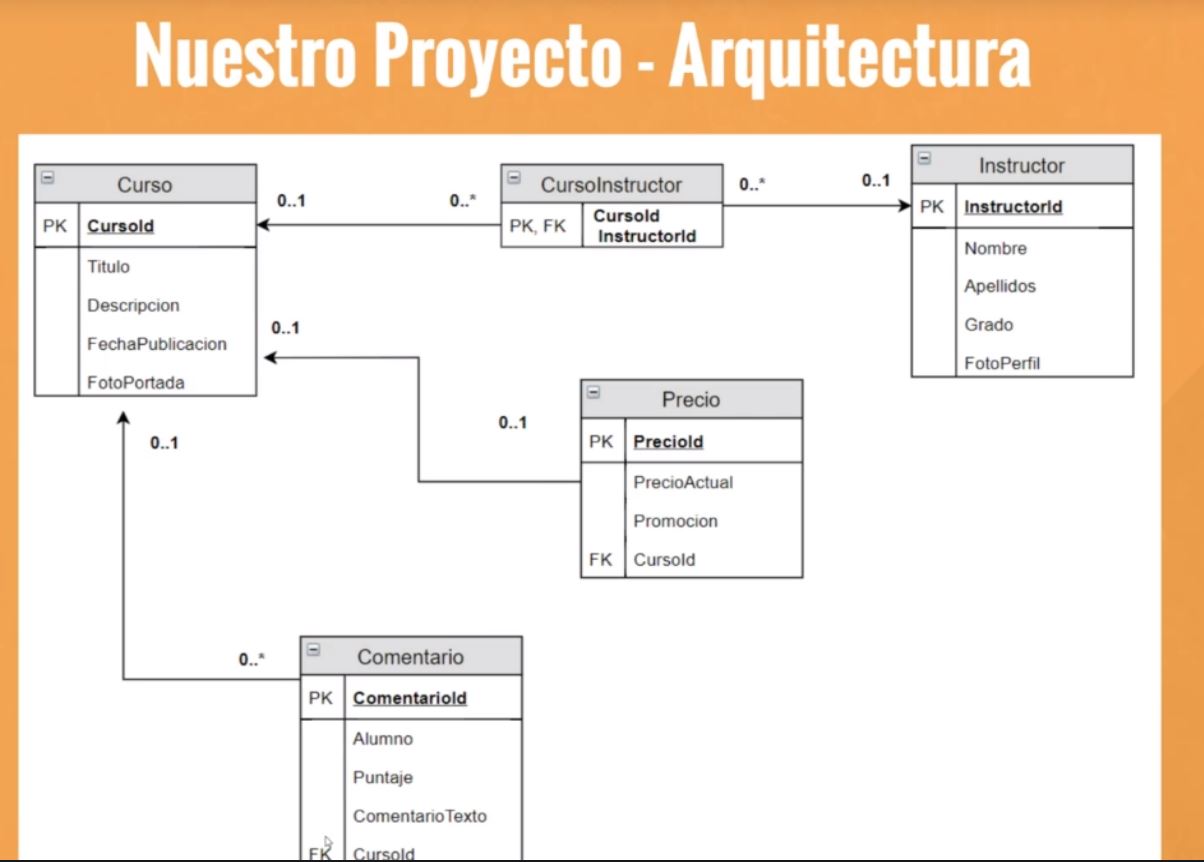 Nuestro Proyecto - Arquitectura
Curso
PK CursoId
Titulo
Descripcion
FechaPublicacion
FotoPortada
0..1
0..*
CursoInstructor
PK, FK CursoId
InstructorId
0..*
0..1
Instructor
PK InstructorId
Nombre
Apellidos
Grado
FotoPerfil
0..1
0..1
Precio
PK PrecioId
PrecioActual
Promocion
FK CursoId
0..1
0..*
Comentario
PK ComentarioId
Alumno
Puntaje
ComentarioTexto
FK CursoId